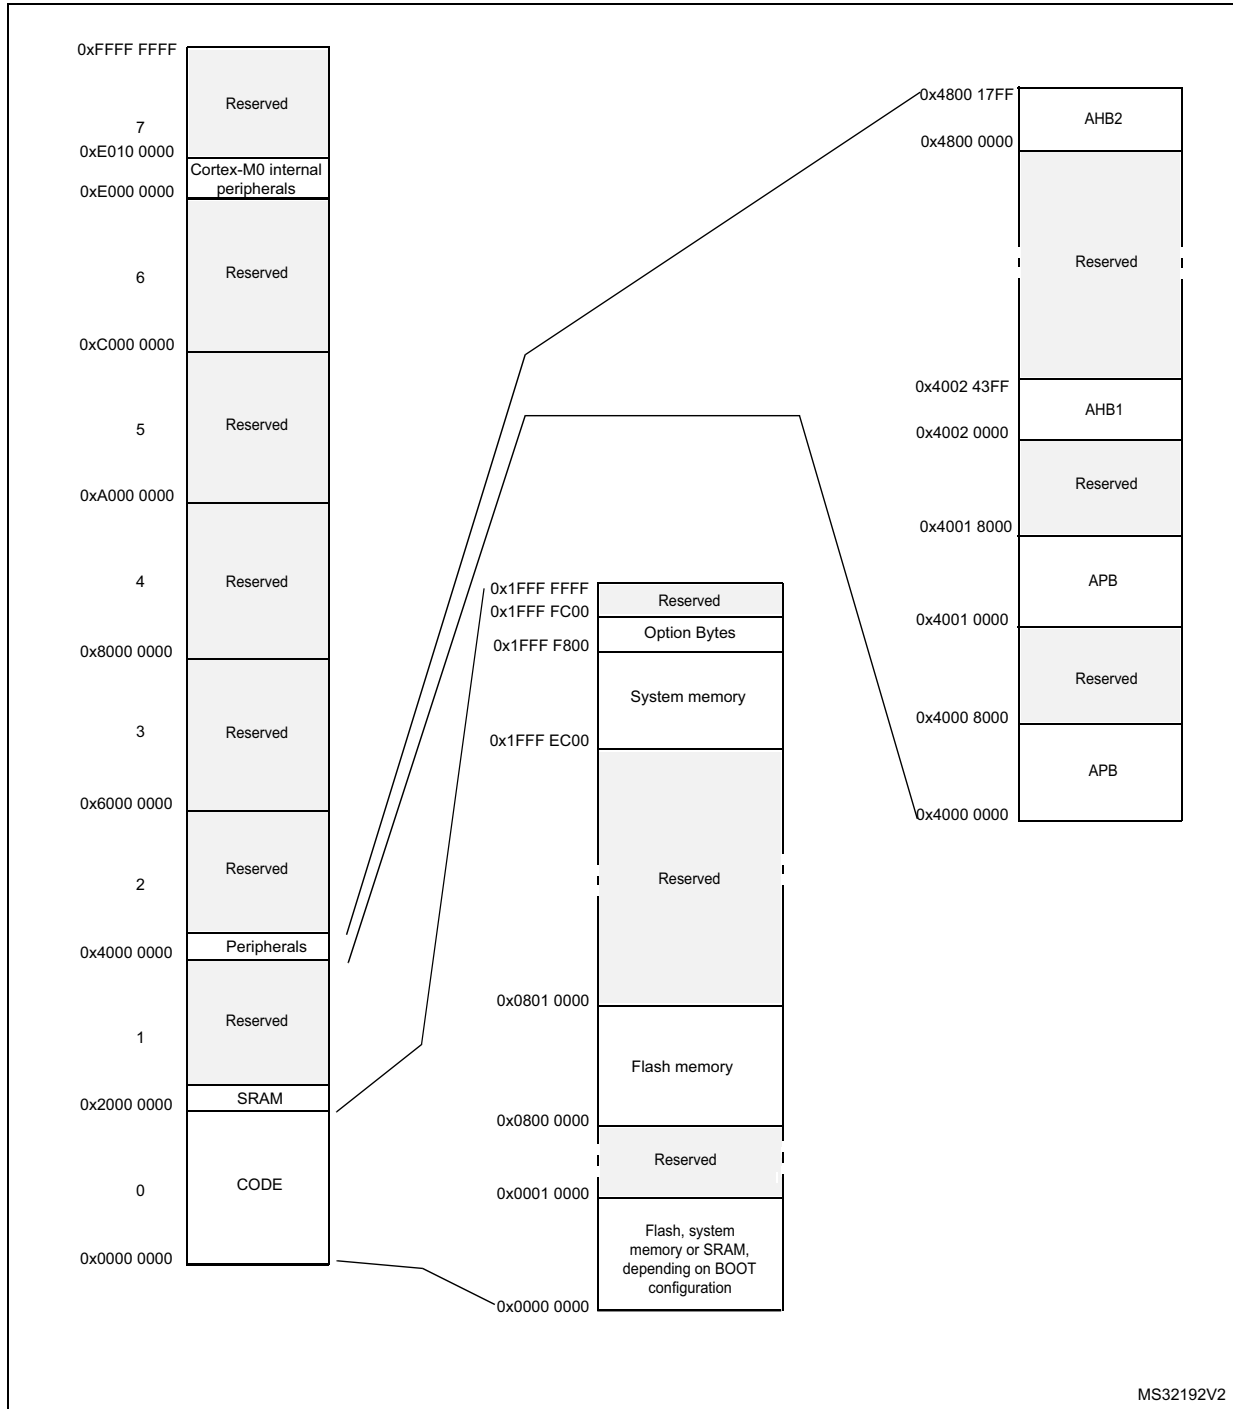 0xFFFF FFFF
Reserved
7
0xE010 0000
Cortex-M0 internal
peripherals
0xE000 0000
Reserved
6
0xC000 0000
Reserved
5
0xA000 0000
Reserved
4
0x8000 0000
Reserved
3
0x6000 0000
Reserved
2
Peripherals
0x4000 0000
Reserved
1
SRAM
0x2000 0000
CODE
0
0x0000 0000
0x1FFF FFFF
Reserved
0x1FFF FC00
Option Bytes
0x1FFF F800
System memory
0x1FFF EC00
Reserved
0x0801 0000
Flash memory
0x0800 0000
Reserved
0x0001 0000
Flash, system
memory or SRAM,
depending on BOOT
configuration
0x0000 0000
0x4800 17FF
AHB2
0x4800 0000
Reserved
0x4002 43FF
AHB1
0x4002 0000
Reserved
0x4001 8000
APB
0x4001 0000
Reserved
0x4000 8000
APB
0x4000 0000
MS32192V2